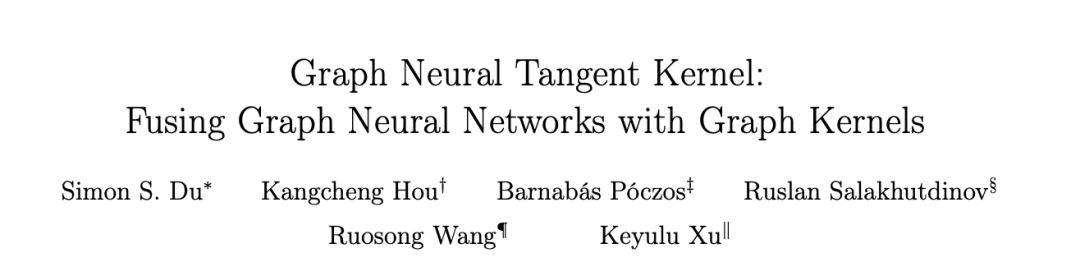 Graph Neural Tangent Kernel:
Fusing Graph Neural Networks with Graph Kernels
Simon S. Du* Kangcheng Hou† Barnabás Póczos‡ Ruslan Salakhutdinov§
Ruosong Wang¶ Keyulu Xu‖